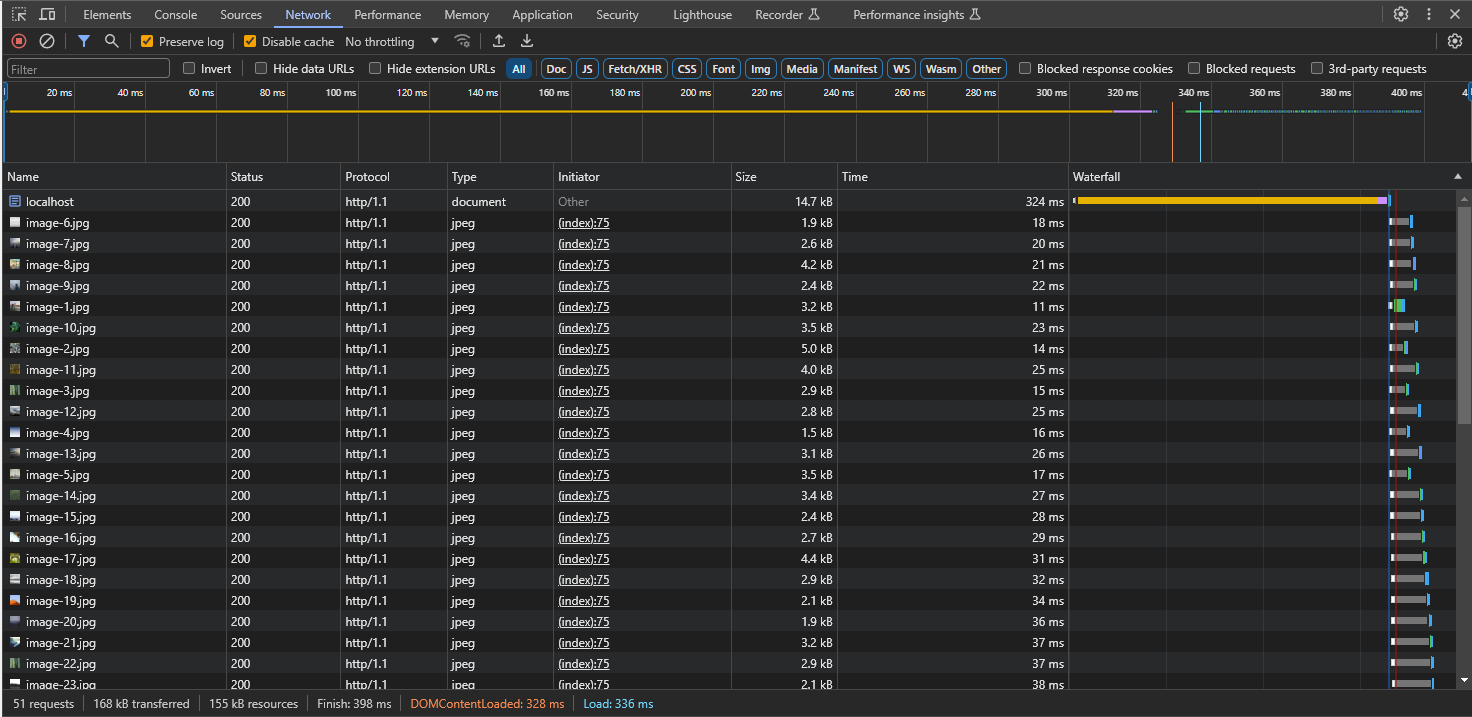 Elements Console Sources Network Performance Memory Application Security Lighthouse Recorder Performance insights
Preserve log Disable cache No throttling
Filter Invert Hide data URLs Hide extension URLs All Doc JS Fetch/XHR CSS Font Img Media Manifest WS Wasm Other Blocked response cookies Blocked requests 3rd-party requests
20 ms 40 ms 60 ms 80 ms 100 ms 120 ms 140 ms 160 ms 180 ms 200 ms 220 ms 240 ms 260 ms 280 ms 300 ms 320 ms 340 ms 360 ms 380 ms 400 ms 4
Name Status Protocol Type Initiator Size Time Waterfall
localhost 200 http/1.1 document Other 14.7 kB 324 ms
image-6.jpg 200 http/1.1 jpeg (index):75 1.9 kB 18 ms
image-7.jpg 200 http/1.1 jpeg (index):75 2.6 kB 20 ms
image-8.jpg 200 http/1.1 jpeg (index):75 4.2 kB 21 ms
image-9.jpg 200 http/1.1 jpeg (index):75 2.4 kB 22 ms
image-1.jpg 200 http/1.1 jpeg (index):75 3.2 kB 11 ms
image-10.jpg 200 http/1.1 jpeg (index):75 3.5 kB 23 ms
image-2.jpg 200 http/1.1 jpeg (index):75 5.0 kB 14 ms
image-11.jpg 200 http/1.1 jpeg (index):75 4.0 kB 25 ms
image-3.jpg 200 http/1.1 jpeg (index):75 2.9 kB 15 ms
image-12.jpg 200 http/1.1 jpeg (index):75 2.8 kB 25 ms
image-4.jpg 200 http/1.1 jpeg (index):75 1.5 kB 16 ms
image-13.jpg 200 http/1.1 jpeg (index):75 3.1 kB 26 ms
image-5.jpg 200 http/1.1 jpeg (index):75 3.5 kB 17 ms
image-14.jpg 200 http/1.1 jpeg (index):75 3.4 kB 27 ms
image-15.jpg 200 http/1.1 jpeg (index):75 2.4 kB 28 ms
image-16.jpg 200 http/1.1 jpeg (index):75 2.7 kB 29 ms
image-17.jpg 200 http/1.1 jpeg (index):75 4.4 kB 31 ms
image-18.jpg 200 http/1.1 jpeg (index):75 2.9 kB 32 ms
image-19.jpg 200 http/1.1 jpeg (index):75 2.1 kB 34 ms
image-20.jpg 200 http/1.1 jpeg (index):75 1.9 kB 36 ms
image-21.jpg 200 http/1.1 jpeg (index):75 3.2 kB 37 ms
image-22.jpg 200 http/1.1 jpeg (index):75 2.9 kB 37 ms
image-23.jpg 200 http/1.1 jpeg (index):75 2.1 kB 38 ms
51 requests 168 kB transferred 155 kB resources Finish: 398 ms DOMContentLoaded: 328 ms Load: 336 ms